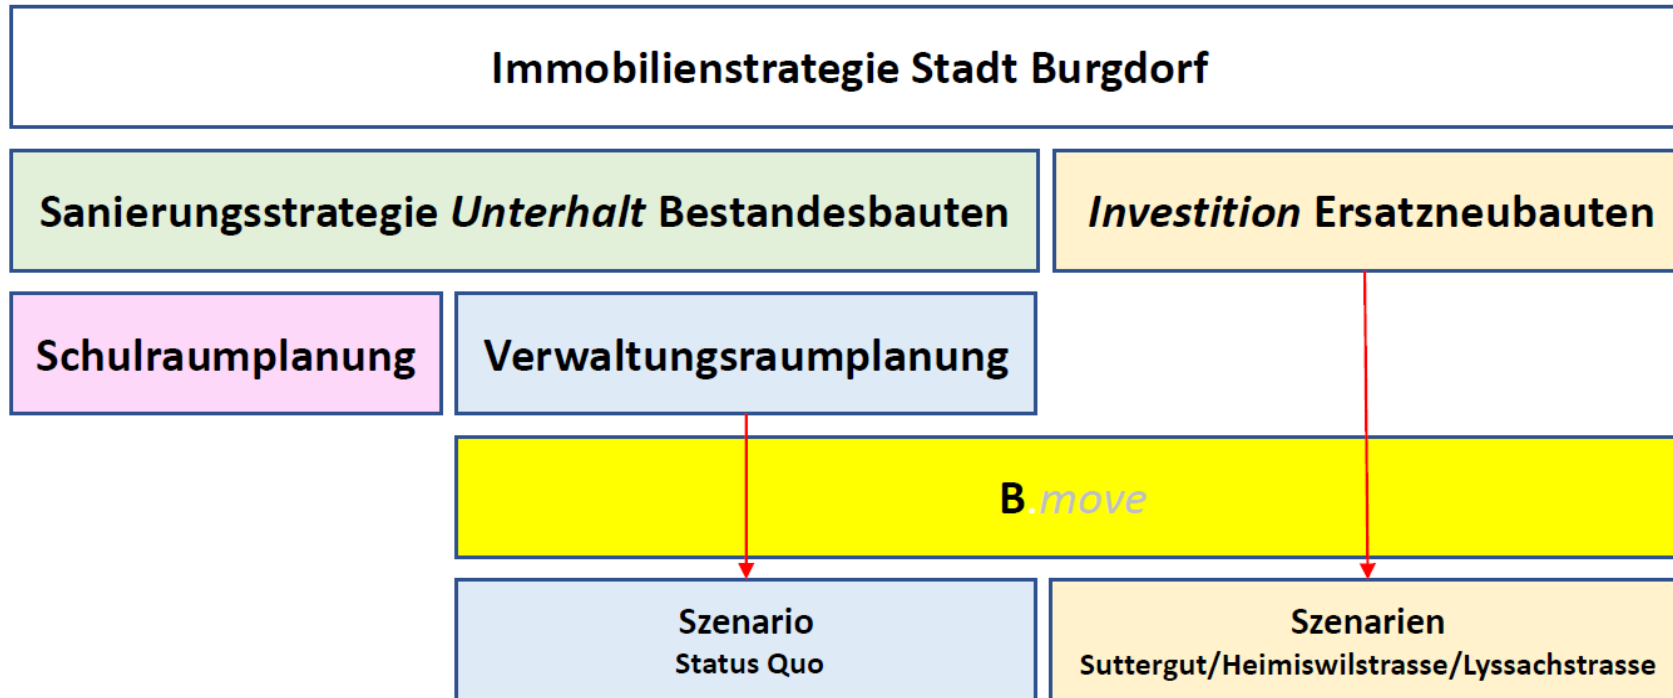 Immobilienstrategie Stadt Burgdorf
Sanierungsstrategie Unterhalt Bestandesbauten
Investition Ersatzneubauten
Schulraumplanung
Verwaltungsraumplanung
B.move
Szenario
Status Quo
Szenarien
Suttergut/Heimiswilstrasse/Lyssachstrasse